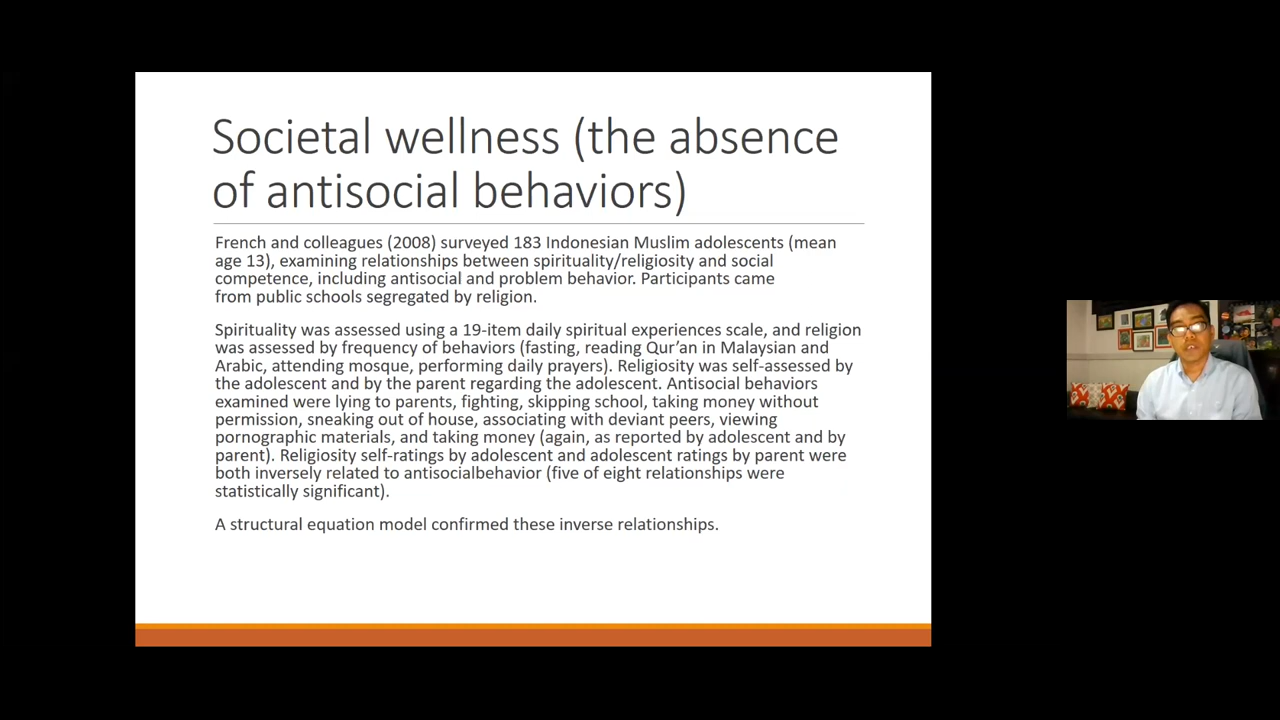 Societal wellness (the absence
of antisocial behaviors)
French and colleagues (2008) surveyed 183 Indonesian Muslim adolescents (mean
age 13), examining relationships between spirituality/religiosity and social
competence, including antisocial and problem behavior. Participants came
from public schools segregated by religion.
Spirituality was assessed using a 19-item daily spiritual experiences scale, and religion
was assessed by frequency of behaviors (fasting, reading Qur’an in Malaysian and
Arabic, attending mosque, performing daily prayers). Religiosity was self-assessed by
the adolescent and by the parent regarding the adolescent. Antisocial behaviors
examined were lying to parents, fighting, skipping school, taking money without
permission, sneaking out of house, associating with deviant peers, viewing
pornographic materials, and taking money (again, as reported by adolescent and by
parent). Religiosity self-ratings by adolescent and adolescent ratings by parent were
both inversely related to antisocialbehavior (five of eight relationships were
statistically significant).
A structural equation model confirmed these inverse relationships.